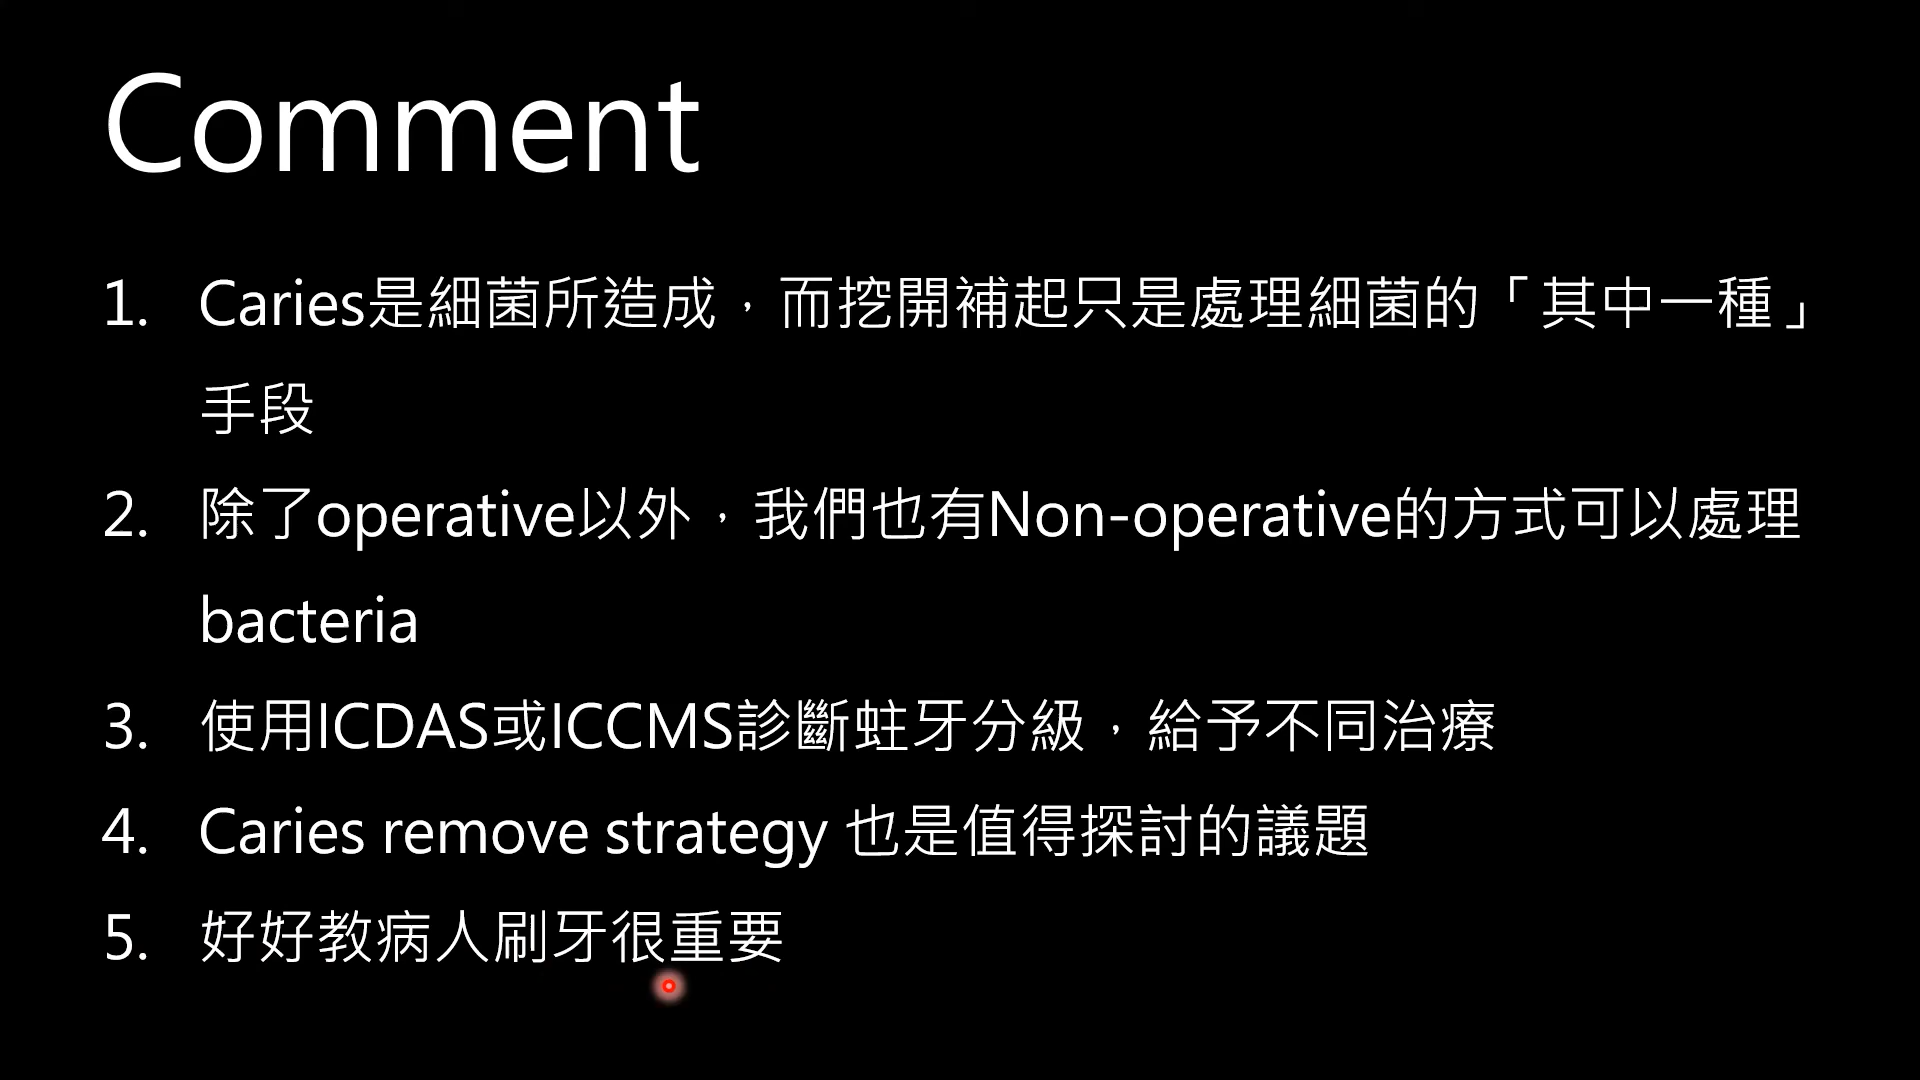 Comment
1. Caries是細菌所造成，而挖開補起只是處理細菌的「其中一種」
手段
2. 除了operative以外，我們也有Non-operative的方式可以處理
bacteria
3. 使用ICDAS或ICCMS診斷蛀牙分級，給予不同治療
4. Caries remove strategy 也是值得探討的議題
5. 好好教病人刷牙很重要